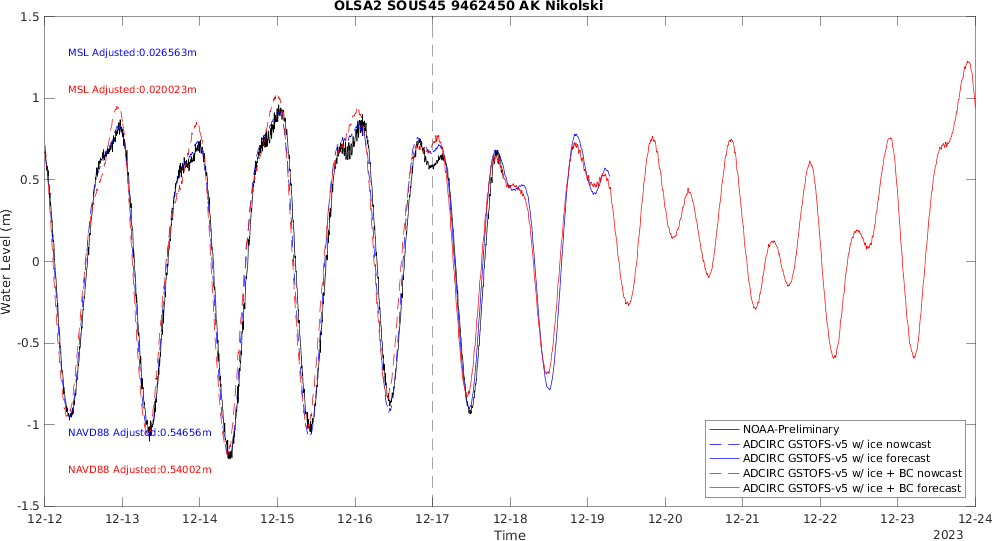 OLSA2 SOUS45 9462450 AK Nikolski
1.5
1
0.5
0
-0.5
-1
-1.5
Water Level (m)
MSL Adjusted:0.026563m
MSL Adjusted:0.020023m
NAVD88 Adjusted:0.54656m
NAVD88 Adjusted:0.54002m
NOAA-Preliminary
ADCIRC GSTOFS-v5 w/ ice nowcast
ADCIRC GSTOFS-v5 w/ ice forecast
ADCIRC GSTOFS-v5 w/ ice + BC nowcast
ADCIRC GSTOFS-v5 w/ ice + BC forecast
12-12 12-13 12-14 12-15 12-16 12-17 12-18 12-19 12-20 12-21 12-22 12-23 12-24
Time
2023